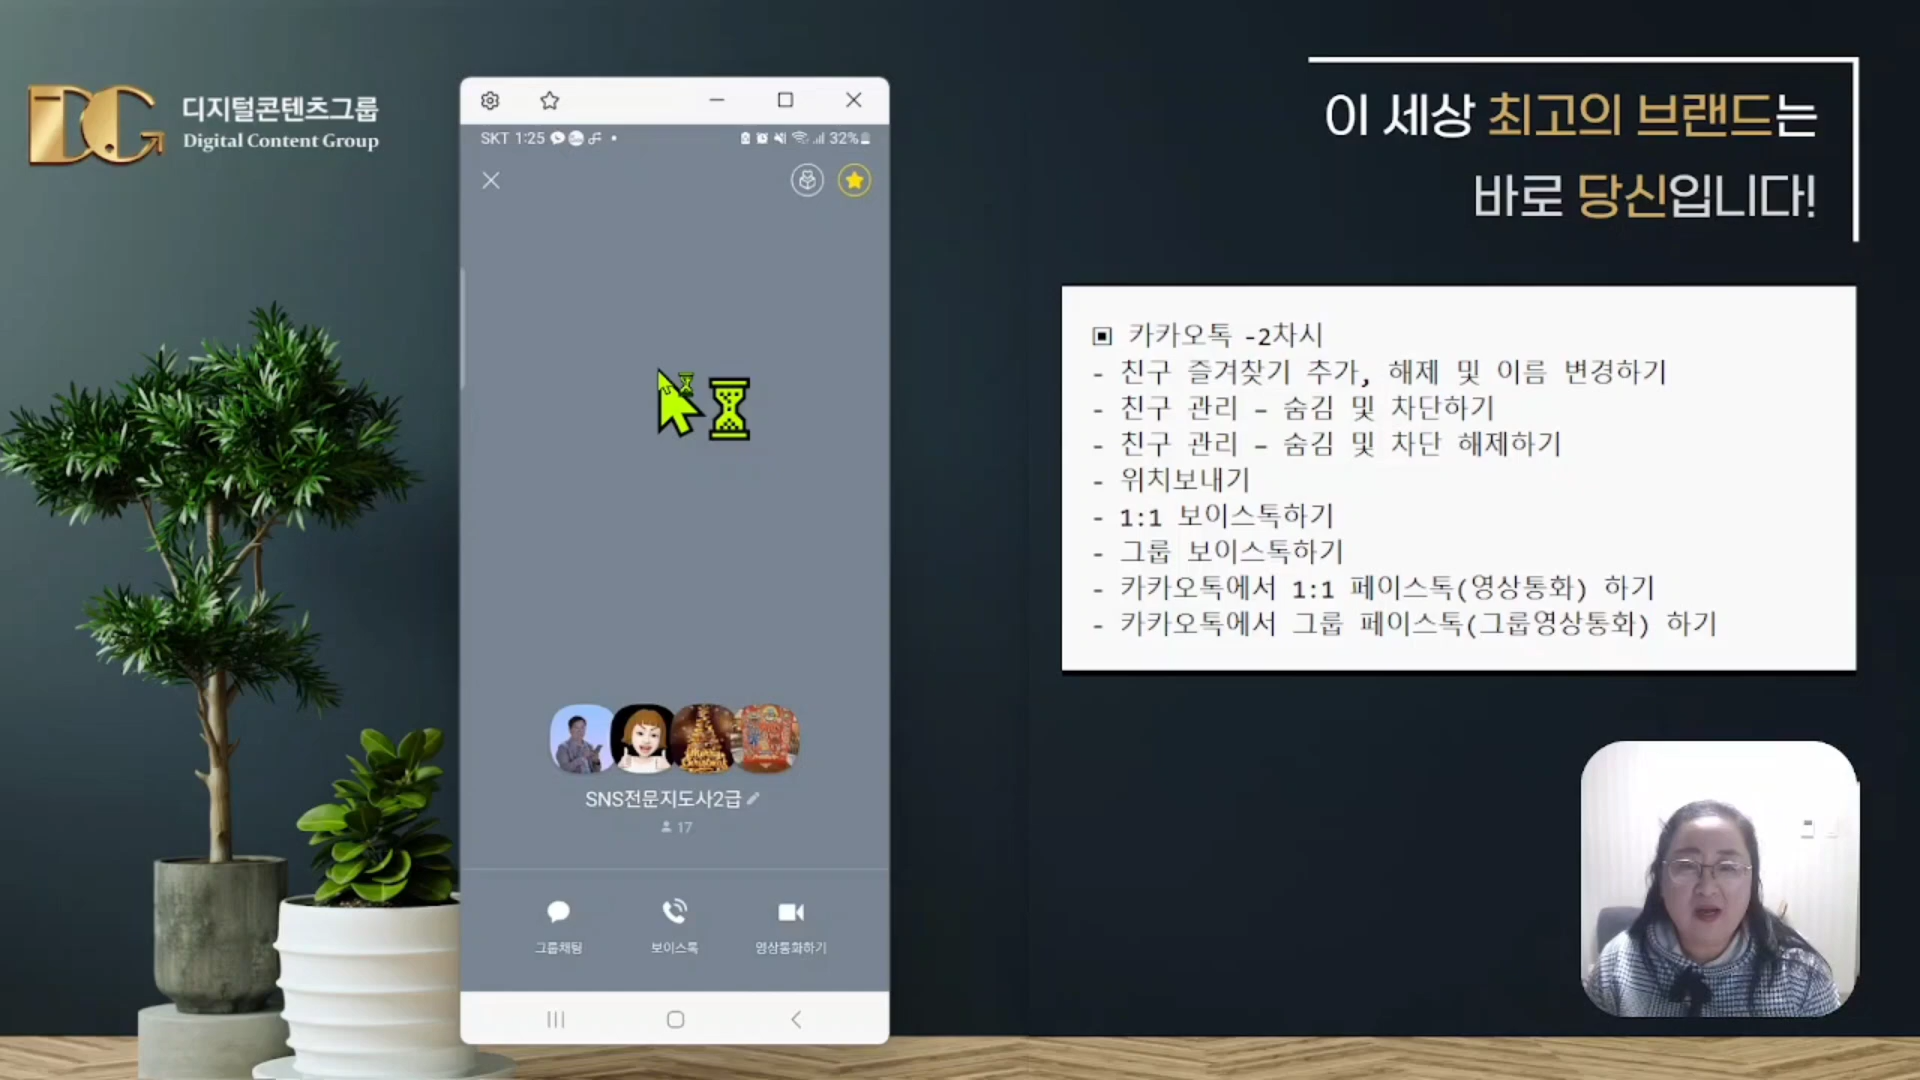 디지털콘텐츠그룹
Digital Content Group
SKT 1:25
32%
SNS전문지도사2급
17
그룹채팅
보이스톡
영상통화하기
이 세상 최고의 브랜드는
바로 당신입니다!
▣ 카카오톡 -2차시
- 친구 즐겨찾기 추가, 해제 및 이름 변경하기
- 친구 관리 – 숨김 및 차단하기
- 친구 관리 – 숨김 및 차단 해제하기
- 위치보내기
- 1:1 보이스톡하기
- 그룹 보이스톡하기
- 카카오톡에서 1:1 페이스톡(영상통화) 하기
- 카카오톡에서 그룹 페이스톡(그룹영상통화) 하기